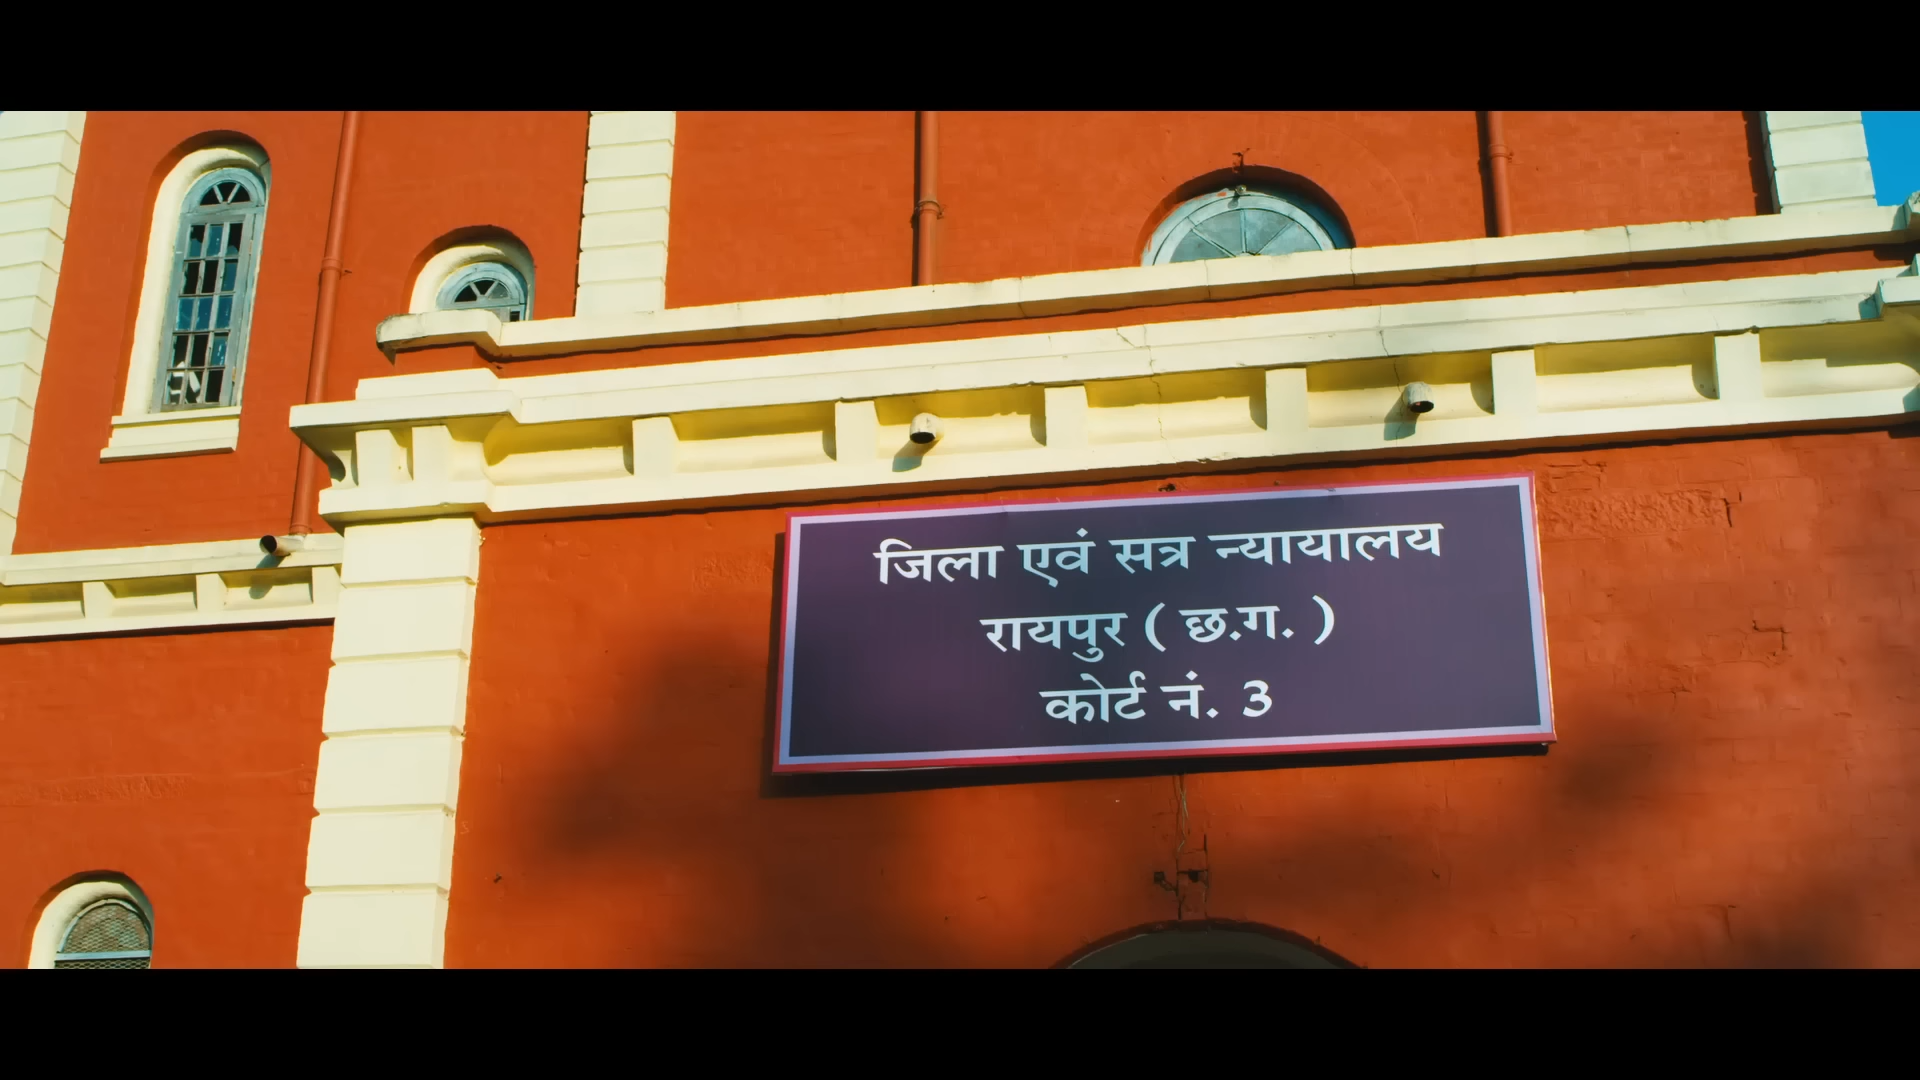 जिला एवं सत्र न्यायालय
रायपुर ( छ.ग. )
कोर्ट नं. 3